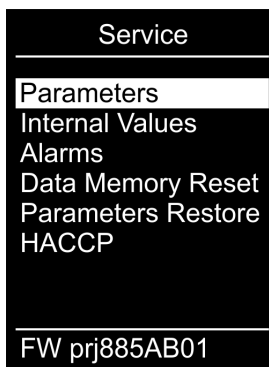 Service
Parameters
Internal Values
Alarms
Data Memory Reset
Parameters Restore
HACCP
FW prj885AB01